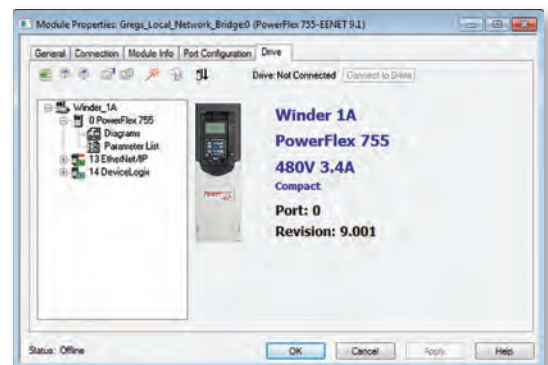 Module Properties: Gregs_Local_Network_Bridge:0 (PowerFlex 755-EENET 9.1)
General Connection Module Info Port Configuration Drive
Drive: Not Connected Connect to Drive
Winder_1A
0 PowerFlex 755
Diagrams
Parameter List
13 EtherNet/IP
14 DeviceLogix
Winder 1A
PowerFlex 755
480V 3.4A
Compact
Port: 0
Revision: 9.001
Status: Offline
OK Cancel Apply Help